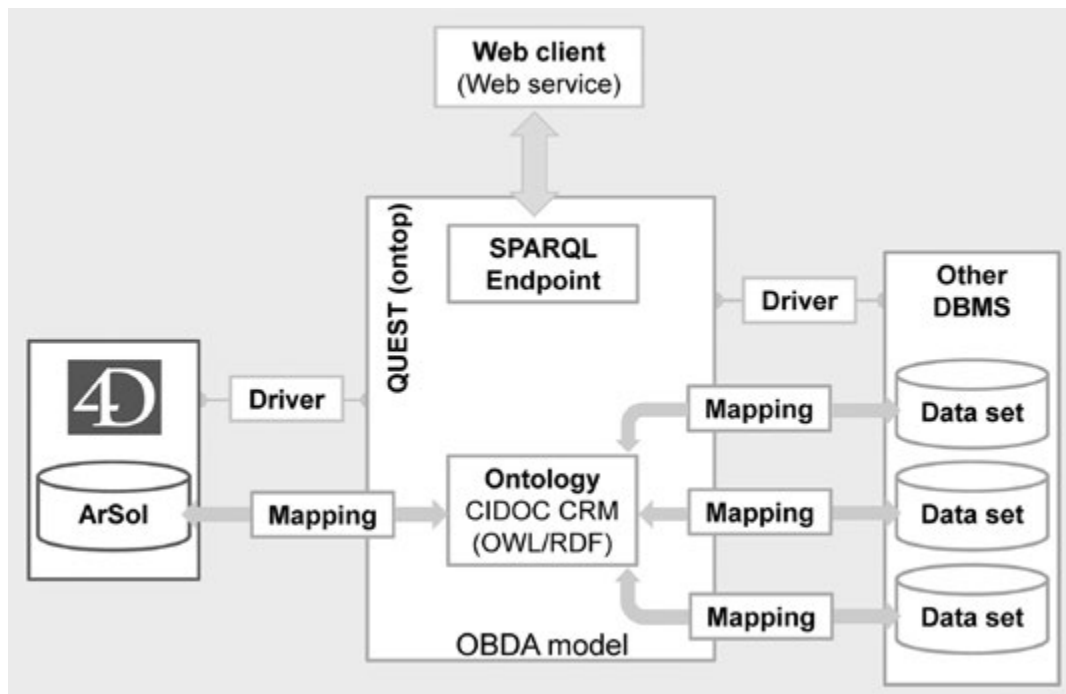 Web client
(Web service)
QUEST (ontop)
SPARQL
Endpoint
Driver
Other
DBMS
4D
Driver
Mapping
Data set
Ontology
CIDOC CRM
(OWL/RDF)
ArSol
Mapping
Mapping
Data set
Mapping
Data set
OBDA model